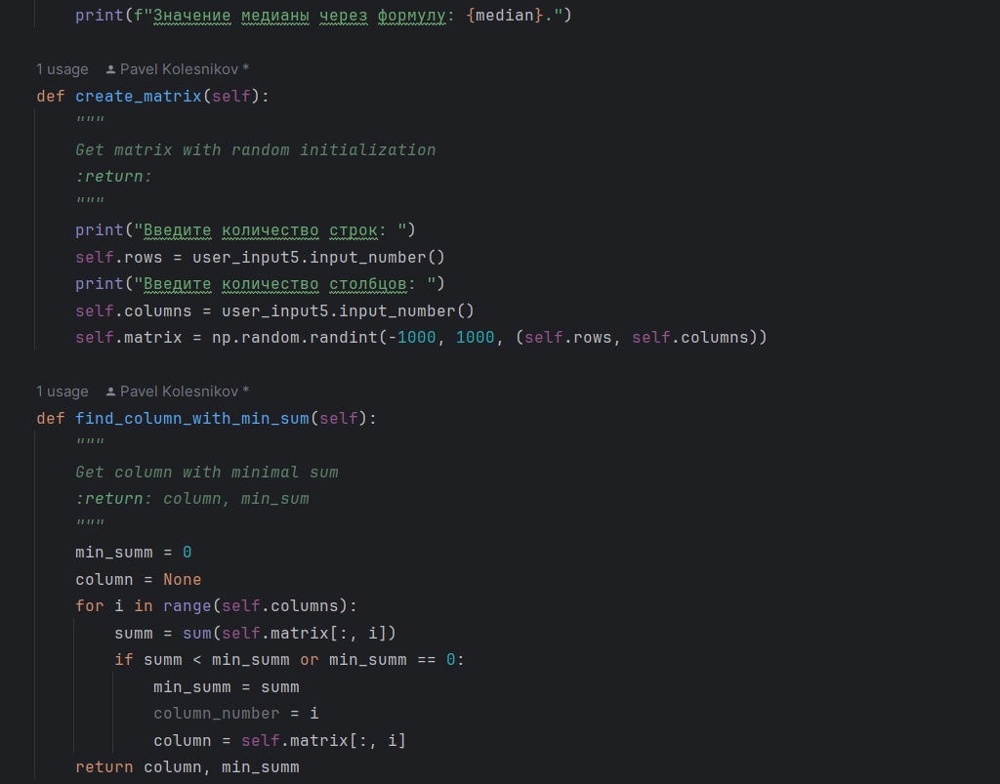 print(f"Значение медианы через формулу: {median}.")
1 usage Pavel Kolesnikov *
def create_matrix(self):
"""
Get matrix with random initialization
:return:
"""
print("Введите количество строк: ")
self.rows = user_input5.input_number()
print("Введите количество столбцов: ")
self.columns = user_input5.input_number()
self.matrix = np.random.randint(-1000, 1000, (self.rows, self.columns))
1 usage Pavel Kolesnikov *
def find_column_with_min_sum(self):
"""
Get column with minimal sum
:return: column, min_sum
"""
min_summ = 0
column = None
for i in range(self.columns):
summ = sum(self.matrix[:, i])
if summ < min_summ or min_summ == 0:
min_summ = summ
column_number = i
column = self.matrix[:, i]
return column, min_summ